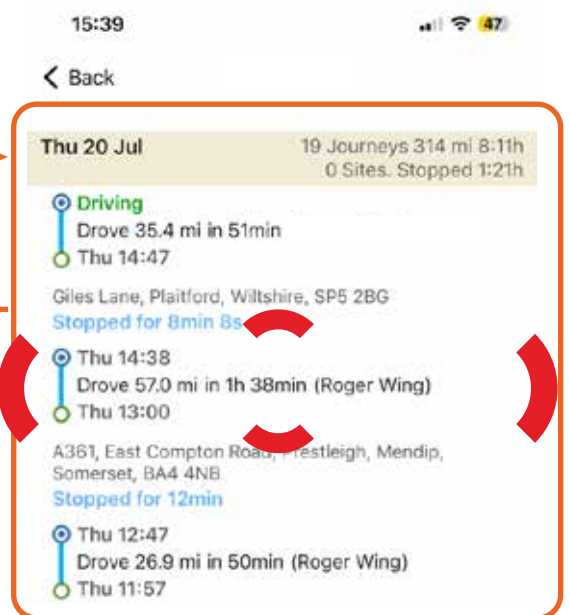 15:39
47
Back
Thu 20 Jul
19 Journeys 314 mi 8:11h
0 Sites. Stopped 1:21h
Driving
Drove 35.4 mi in 51min
Thu 14:47
Giles Lane, Plaitford, Wiltshire, SP5 2BG
Stopped for 8min 8s
Thu 14:38
Drove 57.0 mi in 1h 38min (Roger Wing)
Thu 13:00
A361, East Compton Road, Prestleigh, Mendip,
Somerset, BA4 4NB
Stopped for 12min
Thu 12:47
Drove 26.9 mi in 50min (Roger Wing)
Thu 11:57